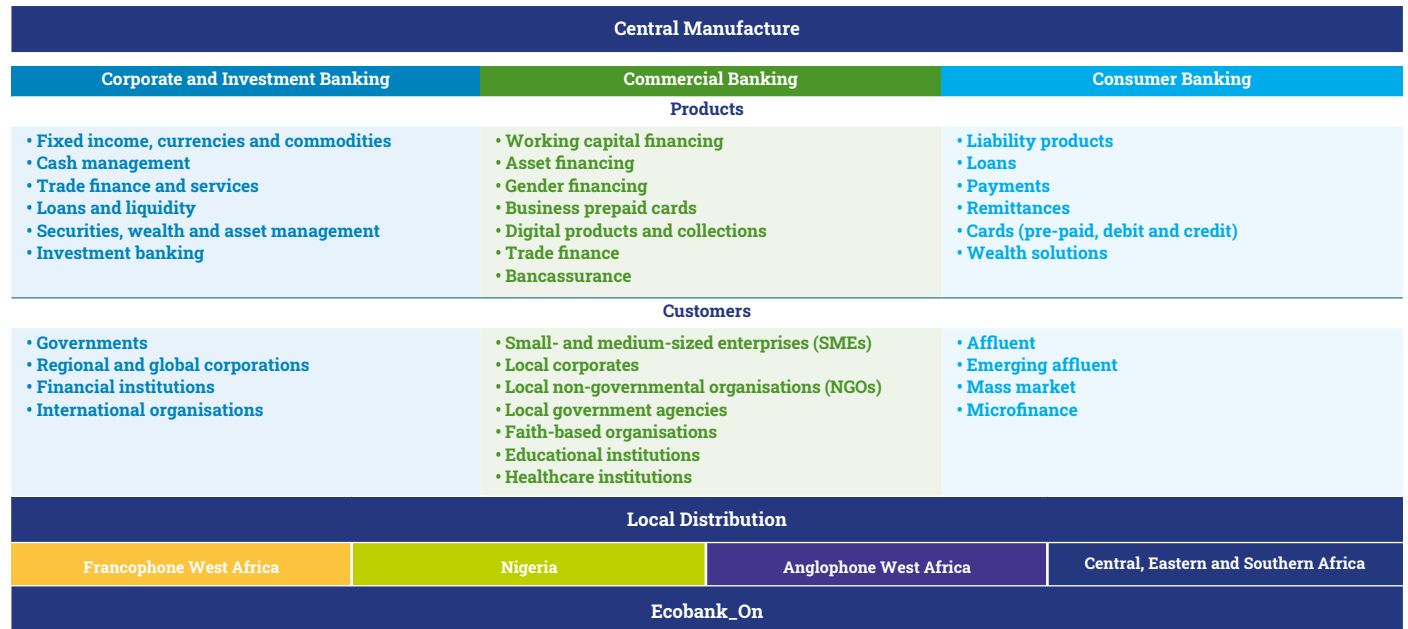 Central Manufacture
Corporate and Investment Banking
Commercial Banking
Consumer Banking
Products
• Fixed income, currencies and commodities
• Cash management
• Trade finance and services
• Loans and liquidity
• Securities, wealth and asset management
• Investment banking
• Working capital financing
• Asset financing
• Gender financing
• Business prepaid cards
• Digital products and collections
• Trade finance
• Bancassurance
• Liability products
• Loans
• Payments
• Remittances
• Cards (pre-paid, debit and credit)
• Wealth solutions
Customers
• Governments
• Regional and global corporations
• Financial institutions
• International organisations
• Small- and medium-sized enterprises (SMEs)
• Local corporates
• Local non-governmental organisations (NGOs)
• Local government agencies
• Faith-based organisations
• Educational institutions
• Healthcare institutions
• Affluent
• Emerging affluent
• Mass market
• Microfinance
Local Distribution
Francophone West Africa
Nigeria
Anglophone West Africa
Central, Eastern and Southern Africa
Ecobank_On